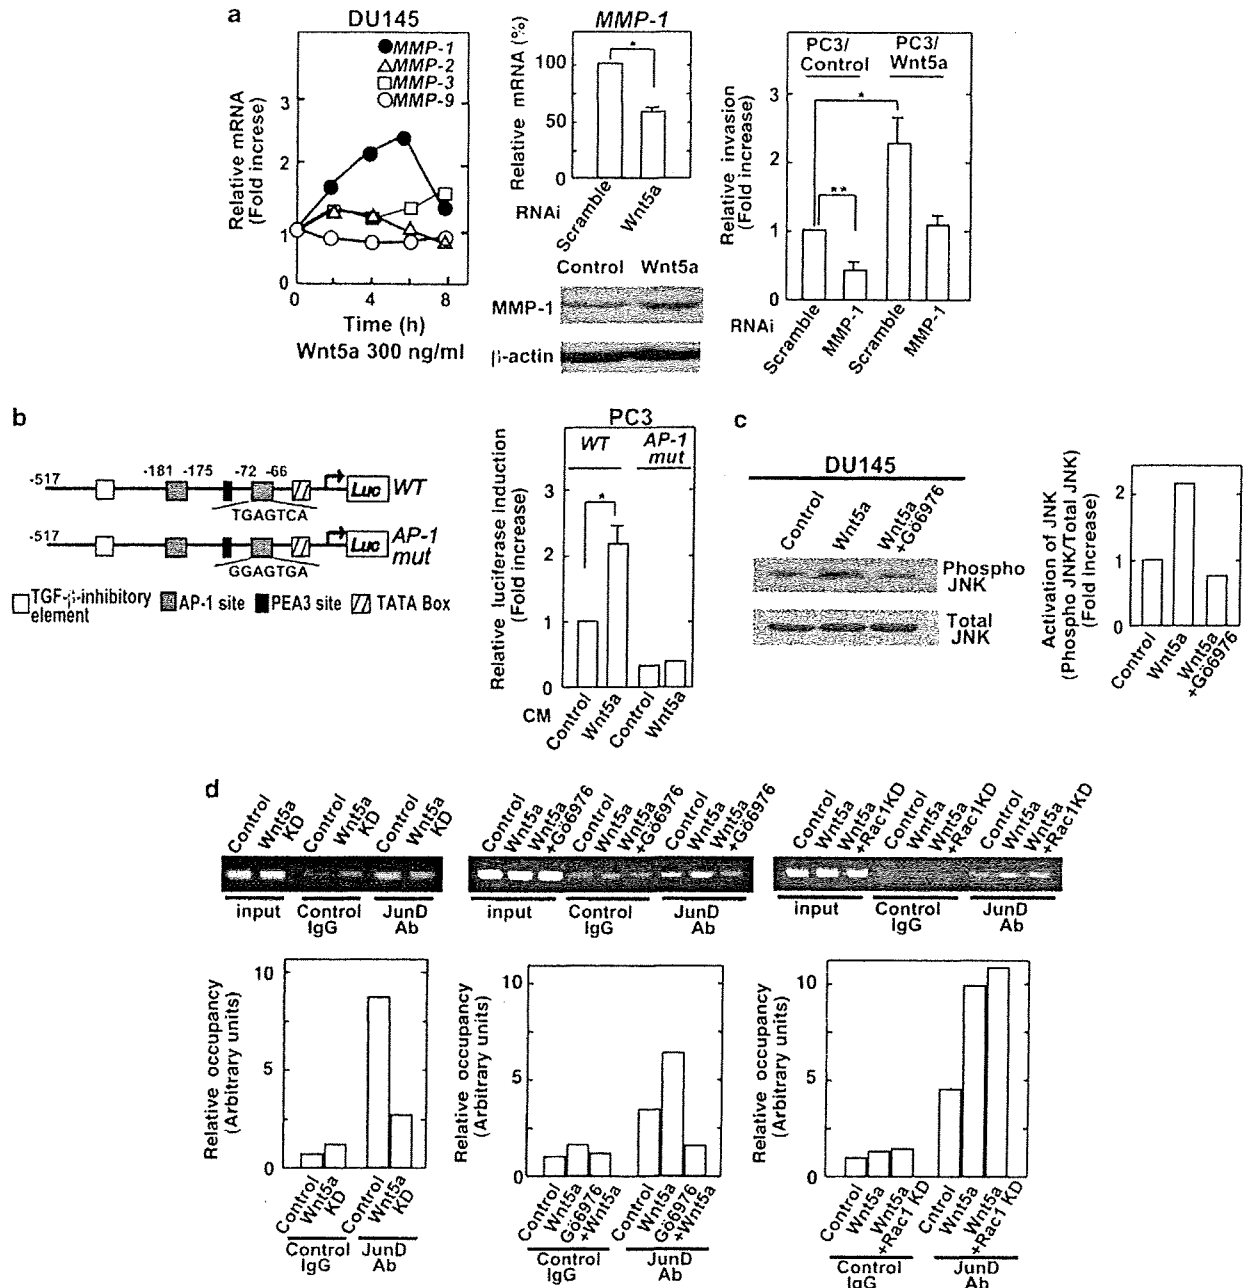 a
DU145
MMP-1
MMP-2
MMP-3
MMP-9
Relative mRNA
(Fold increse)
3
2
1
0
0
4
8
Time (h)
Wnt5a 300 ng/ml
MMP-1
Relative mRNA (%)
100
50
0
*
RNAi
Scramble
Wnt5a
Control
Wnt5a
MMP-1
β-actin
PC3/
Control
PC3/
Wnt5a
Relative invasion
(Fold increase)
3
2
1
0
*
**
RNAi
Scramble
MMP-1
Scramble
MMP-1
b
-517
-181
-175
-72
-66
Luc
WT
TGAGTCA
-517
Luc
AP-1
mut
GGAGTGA
TGF-β-inhibitory
element
AP-1 site
PEA3 site
TATA Box
PC3
WT
AP-1
mut
Relative luciferase induction
(Fold increase)
3
2
1
0
*
CM
Control
Wnt5a
Control
Wnt5a
c
DU145
Control
Wnt5a
Wnt5a
+Gö6976
Phospho
JNK
Total
JNK
Activation of JNK
(Phospho JNK/Total JNK)
(Fold Increase)
2
1
0
Control
Wnt5a
Wnt5a
+Gö6976
d
Control
Wnt5a
KD
Control
Wnt5a
KD
Control
Wnt5a
KD
input
Control
IgG
JunD
Ab
Control
Wnt5a
Wnt5a
+Gö6976
Control
Wnt5a
Wnt5a
+Gö6976
Control
Wnt5a
Wnt5a
+Gö6976
input
Control
IgG
JunD
Ab
Control
Wnt5a
Wnt5a
+Rac1KD
Control
Wnt5a
Wnt5a
+Rac1KD
Control
Wnt5a
Wnt5a
+Rac1KD
input
Control
IgG
JunD
Ab
Relative occupancy
(Arbitrary units)
10
5
0
Control
Wnt5a
KD
Control
Wnt5a
KD
Control
IgG
JunD
Ab
Relative occupancy
(Arbitrary units)
10
5
0
Control
Wnt5a
Gö6976
+Wnt5a
Control
Wnt5a
Gö6976
+Wnt5a
Control
IgG
JunD
Ab
Relative occupancy
(Arbitrary units)
10
5
0
Control
Wnt5a
Wnt5a
+Rac1 KD
Cntrol
Wnt5a
Wnt5a
+Rac1 KD
Control
IgG
JunD
Ab